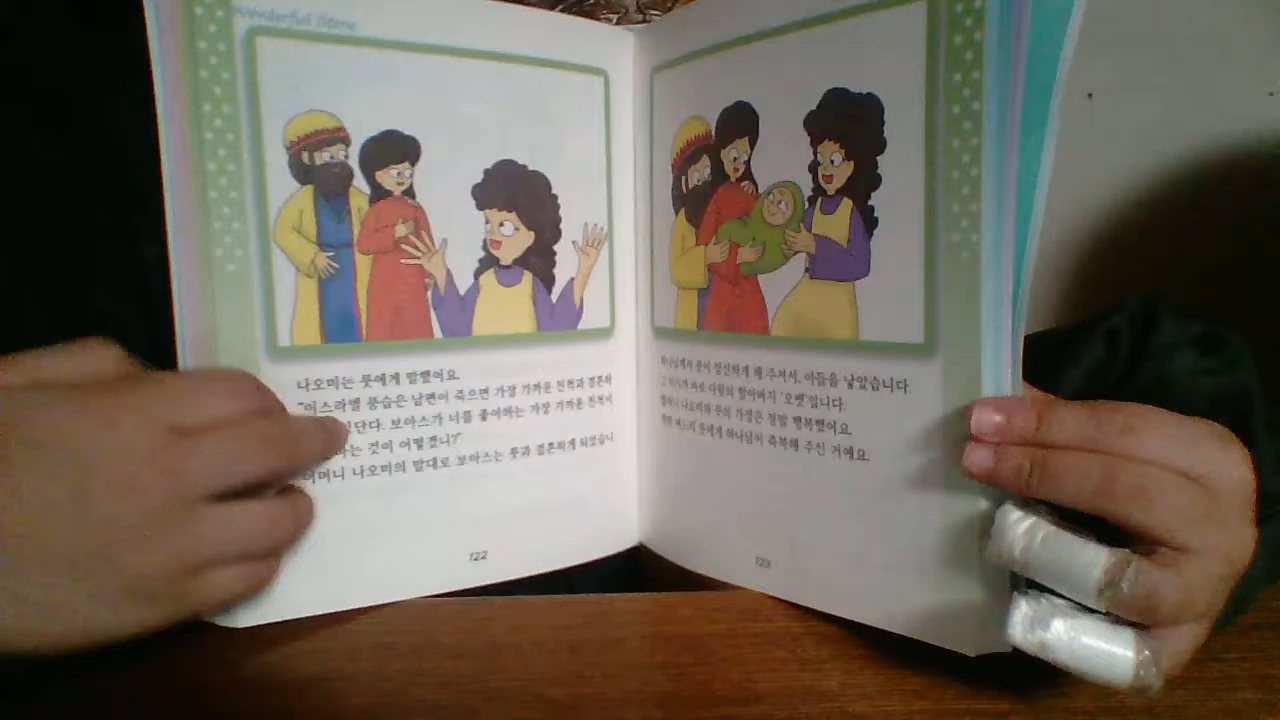 Wonderful Story
나오미는 룻에게 말했어요.
"이스라엘 풍습은 남편이 죽으면 가장 가까운 친척과 결혼하
단다. 보아스가 너를 좋아하는 가장 가까운 친척이
하는 것이 어떻겠니?"
어머니 나오미의 말대로 보아스는 룻과 결혼하게 되었습니
122
하나님께서 룻이 임신하게 해 주셔서, 아들을 낳았습니다.
그 아이가 바로 다윗의 할아버지 '오벳'입니다.
나오미와 룻의 가정은 정말 행복했어요.
며느리 룻에게 하나님이 축복해 주신 거예요.
123